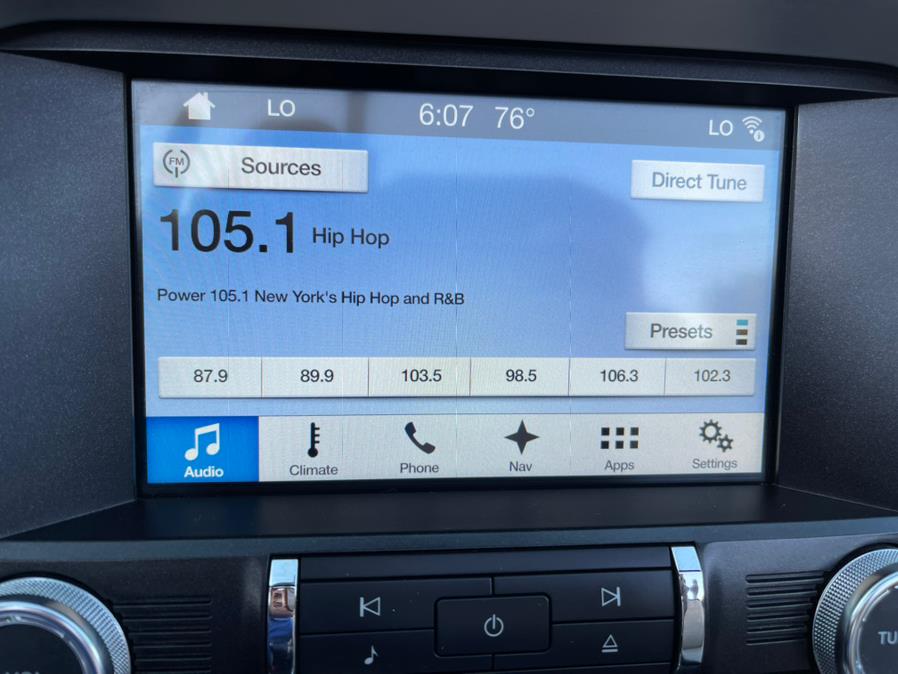 LO 6:07 76° LO
FM Sources
Direct Tune
105.1 Hip Hop
Power 105.1 New York's Hip Hop and R&B
Presets
87.9 89.9 103.5 98.5 106.3 102.3
Audio Climate Phone Nav Apps Settings